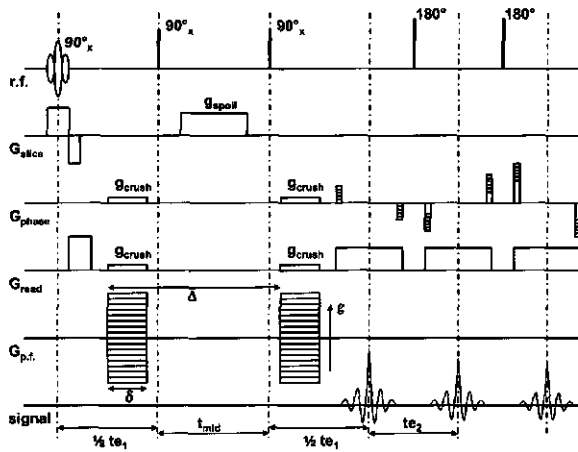 90°x 90°x 90°x 180° 180°
r.f.
gspoil
Gslice
gcrush gcrush
Gphase
gcrush gcrush
Gread
Δ
g
Gp.f.
δ
signal
½ te1 tmid ½ te1 te2